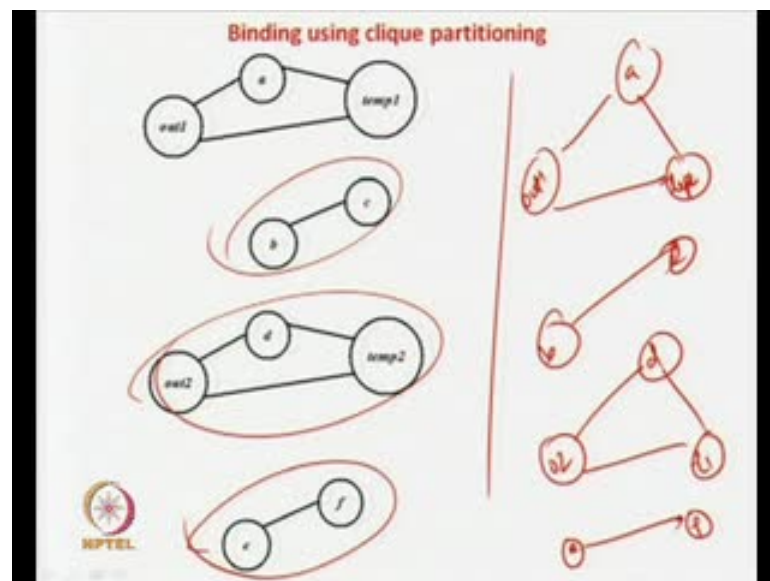 Binding using clique partitioning
a
out1
temp1
c
b
d
out2
temp2
f
e
NPTEL
a
d